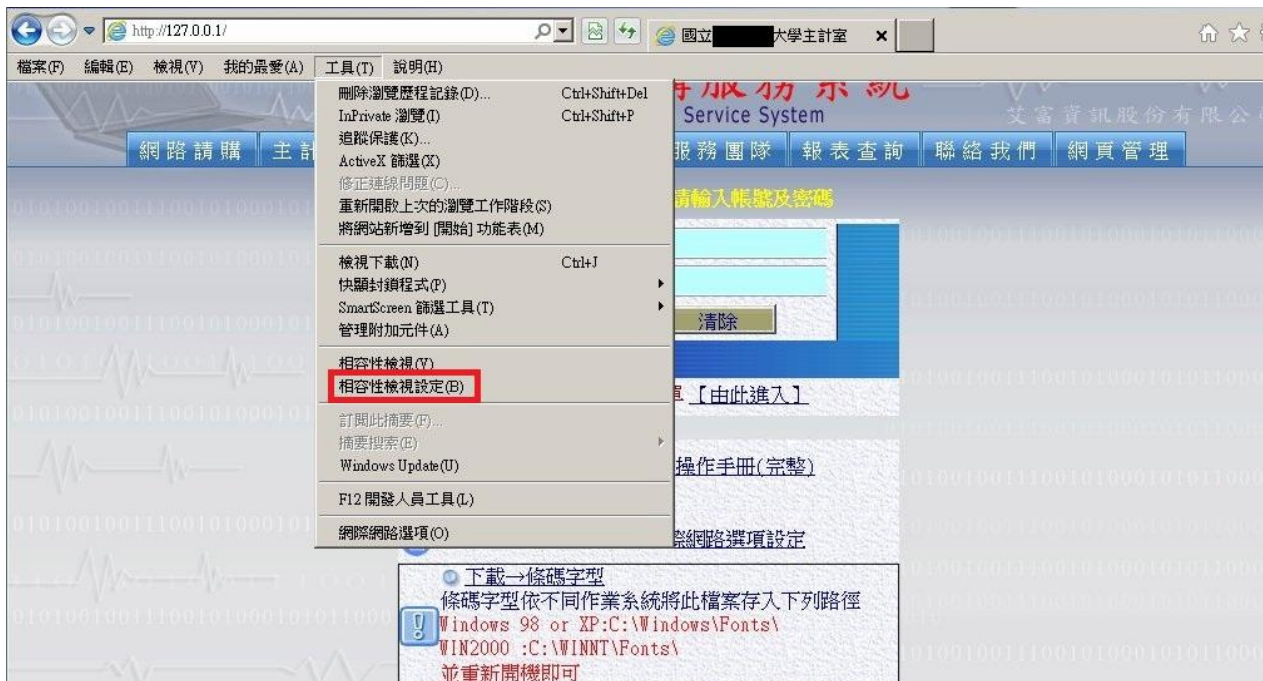 http://127.0.0.1/
國立 大學主計室
檔案(F) 編輯(E) 檢視(V) 我的最愛(A) 工具(T) 說明(H)
刪除瀏覽歷程記錄(D)... Ctrl+Shift+Del
InPrivate 瀏覽(I) Ctrl+Shift+P
追蹤保護(K)...
ActiveX 篩選(X)
修正連線問題(C)...
重新開啟上次的瀏覽工作階段(S)
將網站新增到 [開始] 功能表(M)
檢視下載(N) Ctrl+J
快顯封鎖程式(P)
SmartScreen 篩選工具(T)
管理附加元件(A)
相容性檢視(V)
相容性檢視設定(B)
訂閱此摘要(F)...
摘要搜索(E)
Windows Update(U)
F12 開發人員工具(L)
網際網路選項(O)
務系統
Service System
艾富資訊股份有限公
網路請購 主 服務團隊 報表查詢 聯絡我們 網頁管理
請輸入帳號及密碼
清除
【由此進入】
操作手冊(完整)
網路選項設定
下載→條碼字型
條碼字型依不同作業系統將此檔案存入下列路徑
Windows 98 or XP:C:\Windows\Fonts\
WIN2000 :C:\WINNT\Fonts\
並重新開機即可